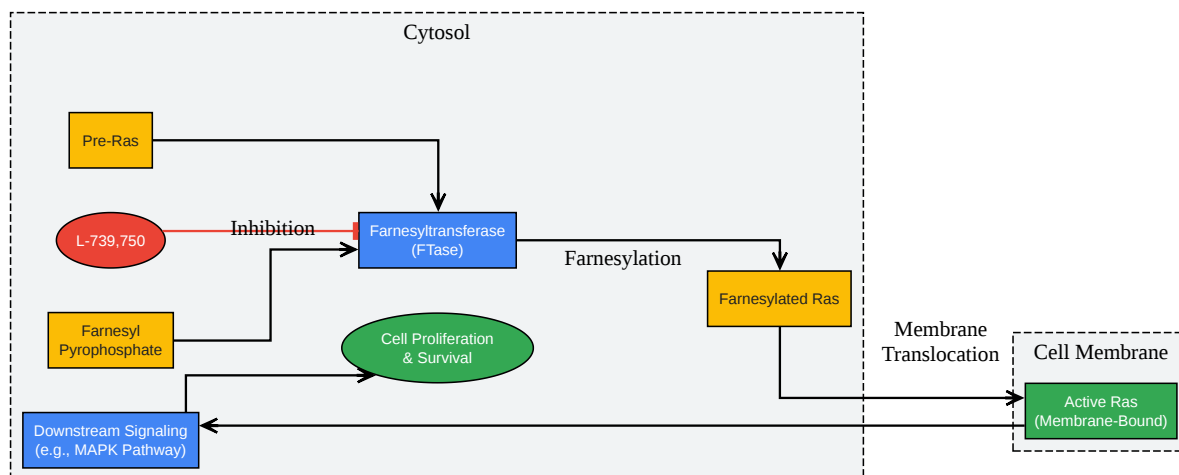 Cytosol
Pre-Ras
L-739,750
Inhibition
Farnesyltransferase
(FTase)
Farnesylation
Farnesylated Ras
Farnesyl
Pyrophosphate
Cell Proliferation
& Survival
Membrane
Translocation
Cell Membrane
Active Ras
(Membrane-Bound)
Downstream Signaling
(e.g., MAPK Pathway)